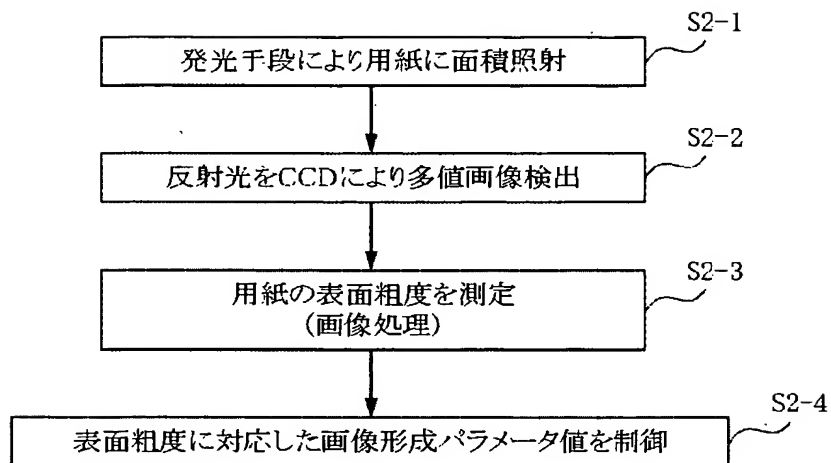 S2-1
発光手段により用紙に面積照射
S2-2
反射光をCCDにより多値画像検出
S2-3
用紙の表面粗度を測定
(画像処理)
S2-4
表面粗度に対応した画像形成パラメータ値を制御